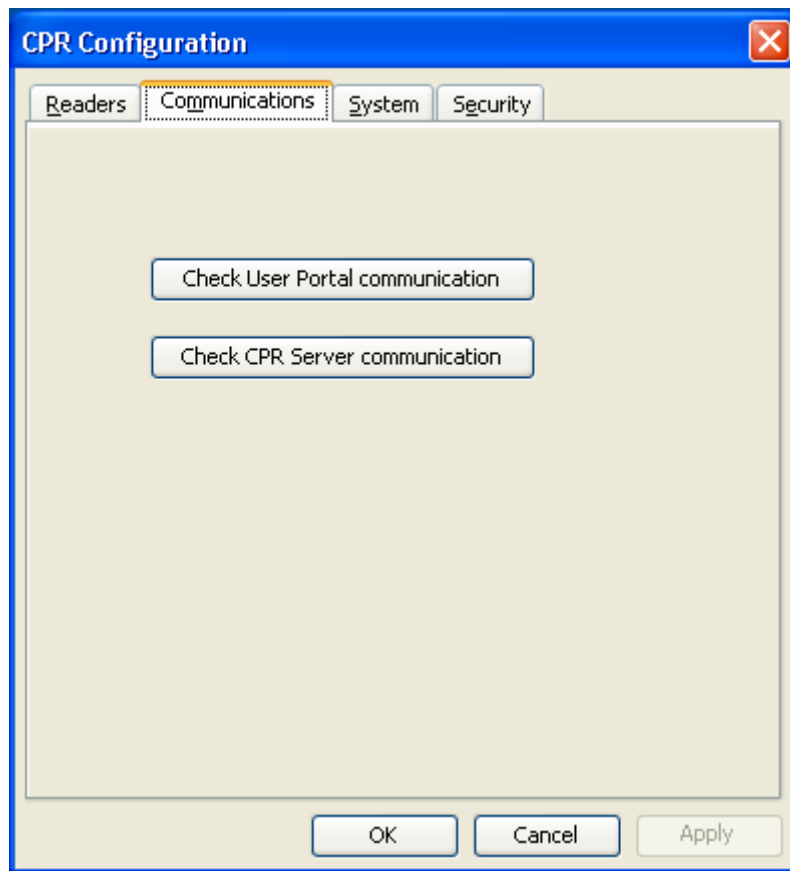 CPR Configuration
Readers Communications System Security
Check User Portal communication
Check CPR Server communication
OK Cancel Apply